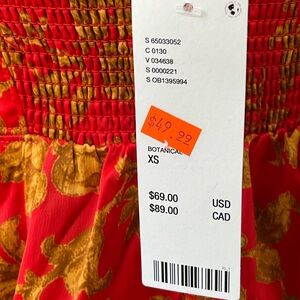 S 65033052
C 0130
V 034638
S 0000221
S OB1395994
$49.99
BOTANICAL
XS
$69.00 USD
$89.00 CAD